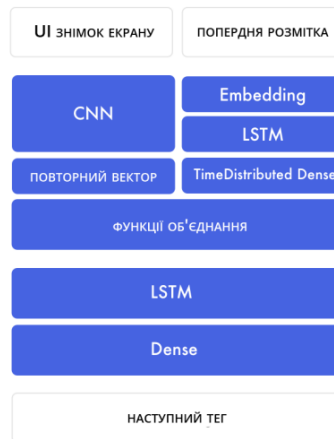 UI ЗНІМОК ЕКРАНУ
ПОПЕРДНЯ РОЗМІТКА
CNN
Embedding
LSTM
ПОВТОРНИЙ ВЕКТОР
TimeDistributed Dense
ФУНКЦІЇ ОБ'ЄДНАННЯ
LSTM
Dense
НАСТУПНИЙ ТЕГ